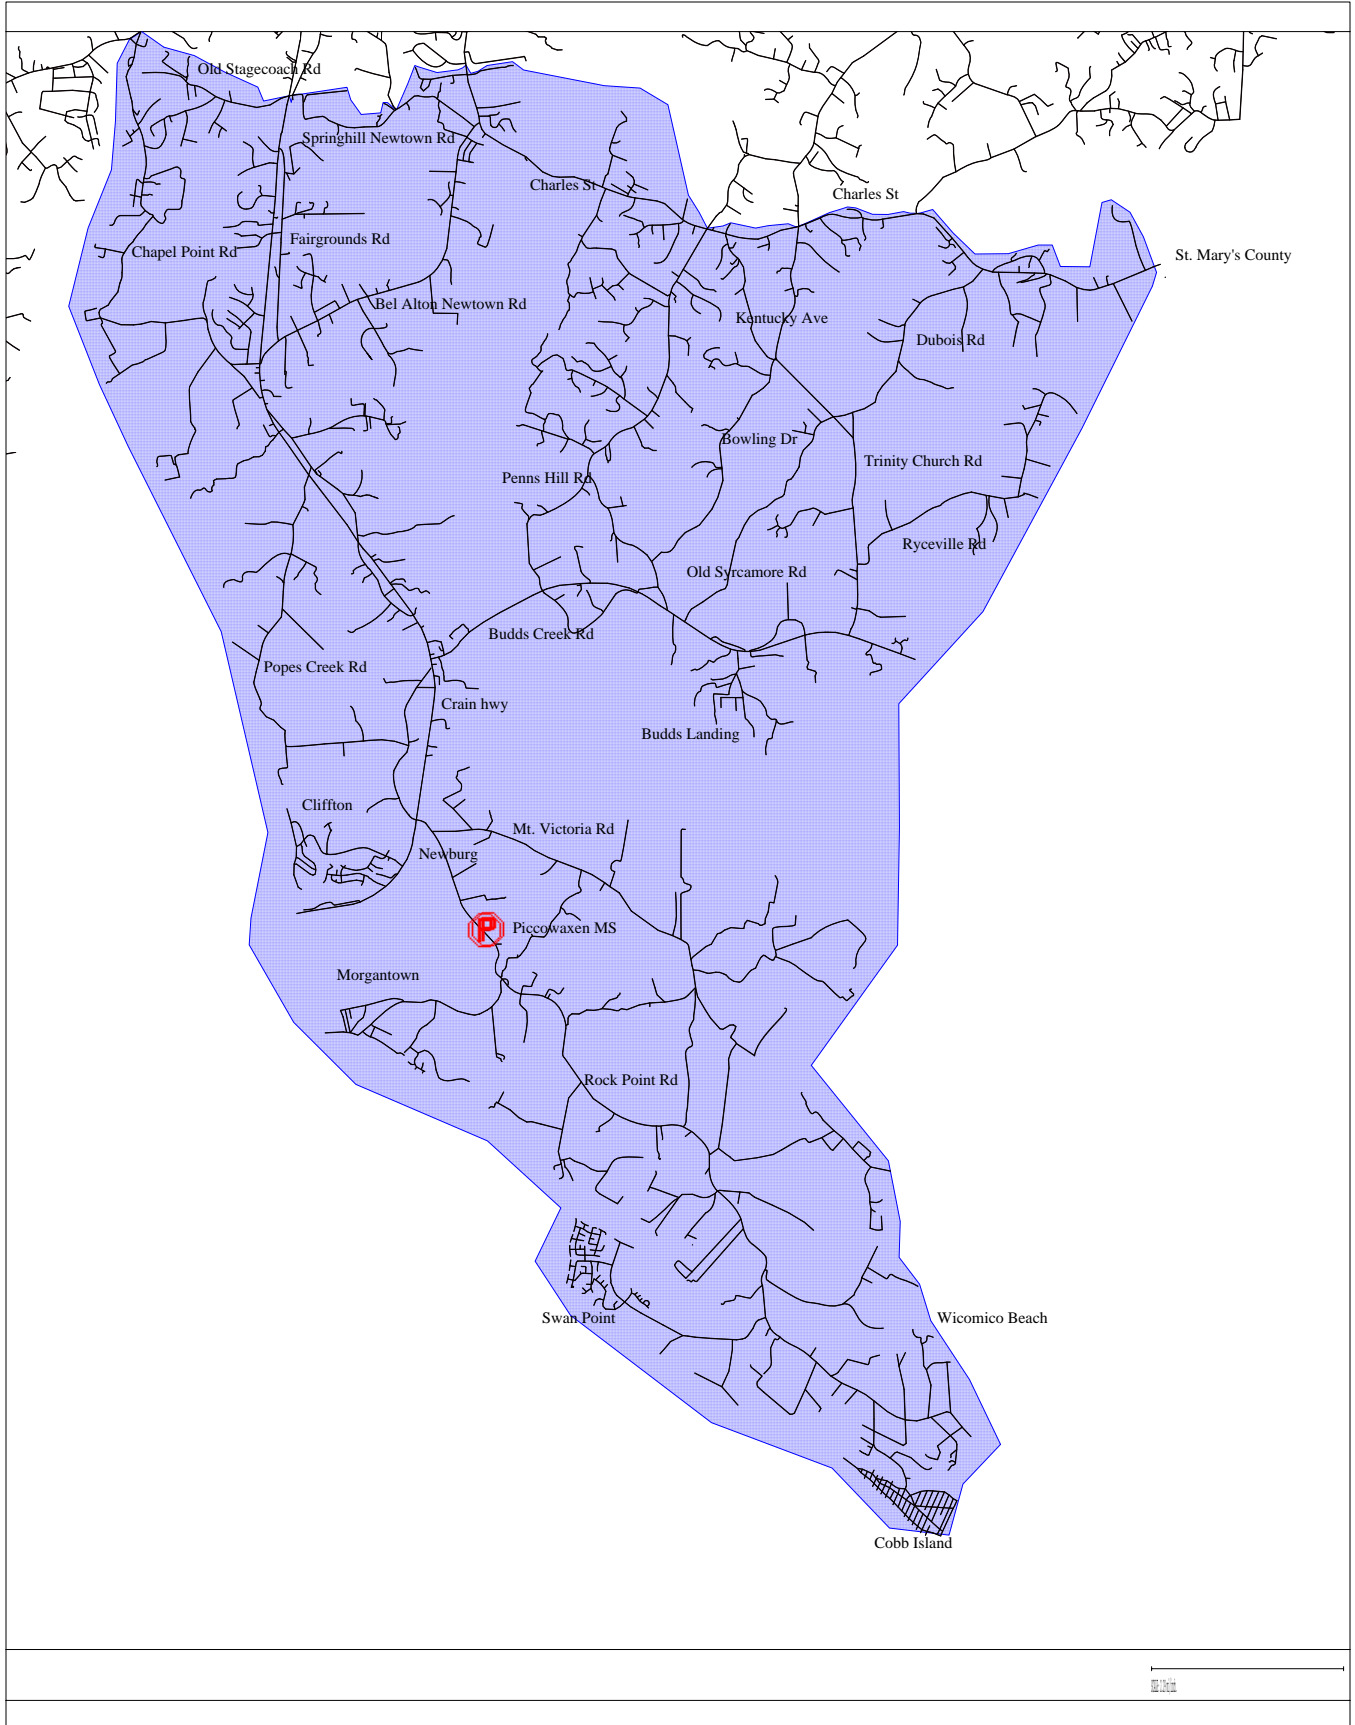 Old Stagecoach Rd
Springhill Newtown Rd
Charles St
Charles St
Chapel Point Rd
Fairgrounds Rd
St. Mary's County
Bel Alton Newtown Rd
Kentucky Ave
Dubois Rd
Bowling Dr
Trinity Church Rd
Penns Hill Rd
Ryceville Rd
Old Syrcamore Rd
Budds Creek Rd
Popes Creek Rd
Crain hwy
Budds Landing
Cliffton
Mt. Victoria Rd
Newburg
P
Piccowaxen MS
Morgantown
Rock Point Rd
Swan Point
Wicomico Beach
Cobb Island